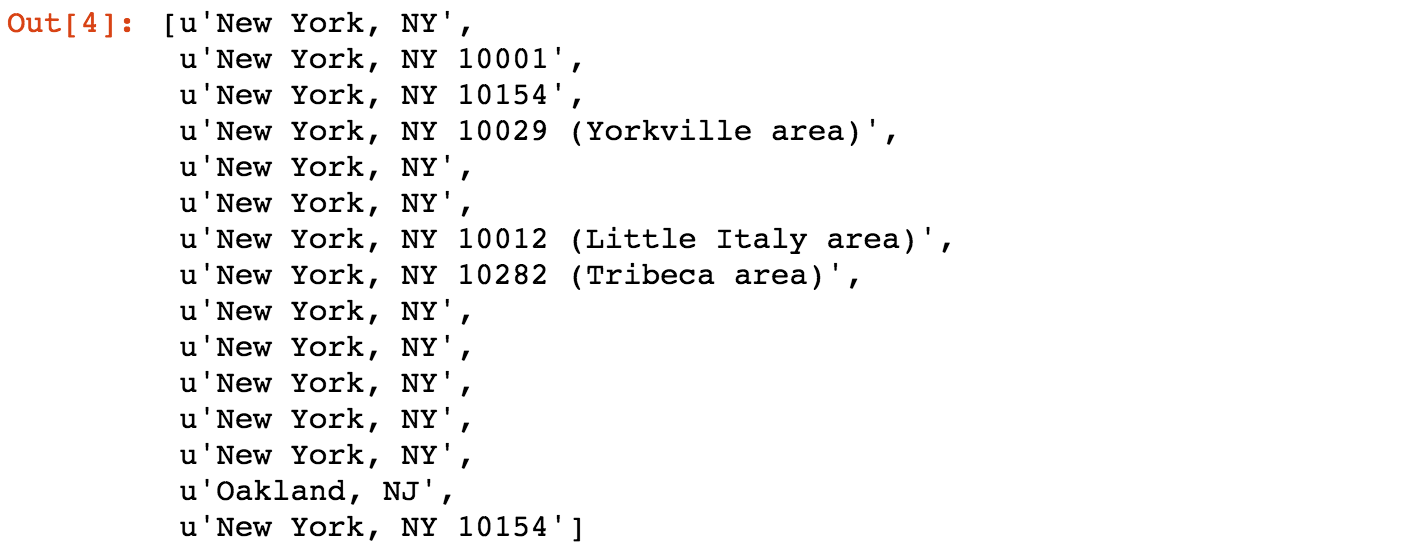 Out[4]: [u'New York, NY',
u'New York, NY 10001',
u'New York, NY 10154',
u'New York, NY 10029 (Yorkville area)',
u'New York, NY',
u'New York, NY',
u'New York, NY 10012 (Little Italy area)',
u'New York, NY 10282 (Tribeca area)',
u'New York, NY',
u'New York, NY',
u'New York, NY',
u'New York, NY',
u'New York, NY',
u'Oakland, NJ',
u'New York, NY 10154']